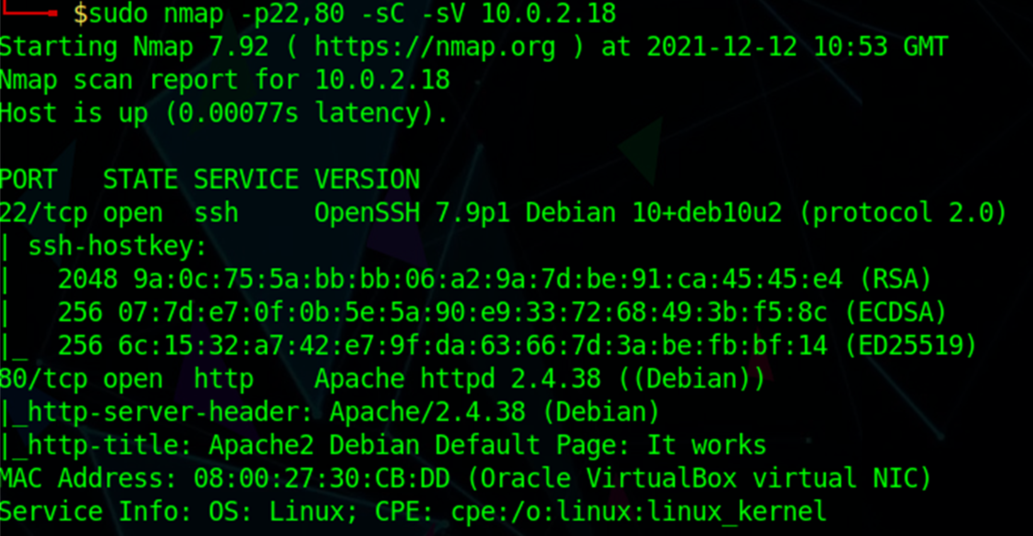 $sudo nmap -p22,80 -sC -sV 10.0.2.18
Starting Nmap 7.92 ( https://nmap.org ) at 2021-12-12 10:53 GMT
Nmap scan report for 10.0.2.18
Host is up (0.00077s latency).
PORT   STATE SERVICE VERSION
22/tcp open  ssh     OpenSSH 7.9p1 Debian 10+deb10u2 (protocol 2.0)
| ssh-hostkey:
|   2048 9a:0c:75:5a:bb:bb:06:a2:9a:7d:be:91:ca:45:45:e4 (RSA)
|   256 07:7d:e7:0f:0b:5e:5a:90:e9:33:72:68:49:3b:f5:8c (ECDSA)
|_  256 6c:15:32:a7:42:e7:9f:da:63:66:7d:3a:be:fb:bf:14 (ED25519)
80/tcp open  http    Apache httpd 2.4.38 ((Debian))
|_http-server-header: Apache/2.4.38 (Debian)
|_http-title: Apache2 Debian Default Page: It works
MAC Address: 08:00:27:30:CB:DD (Oracle VirtualBox virtual NIC)
Service Info: OS: Linux; CPE: cpe:/o:linux:linux_kernel